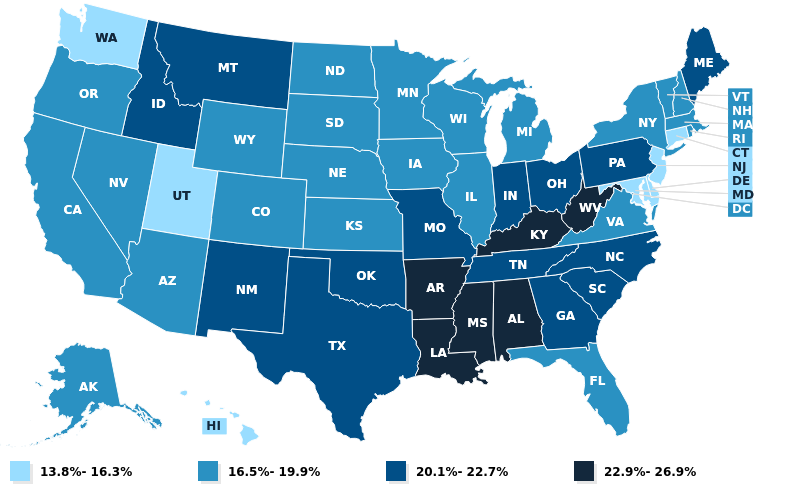 WA
MT
ME
ND
MN
OR
ID
VT
NH
WI
MA
SD
NY
MI
RI
WY
CT
IA
PA
NJ
NE
DE
NV
OH
IN
IL
MD
UT
WV
DC
CO
VA
CA
KS
MO
KY
NC
TN
OK
AZ
SC
NM
AR
GA
MS
AL
TX
LA
FL
AK
HI
13.8%- 16.3% 16.5%- 19.9% 20.1%- 22.7% 22.9%- 26.9%